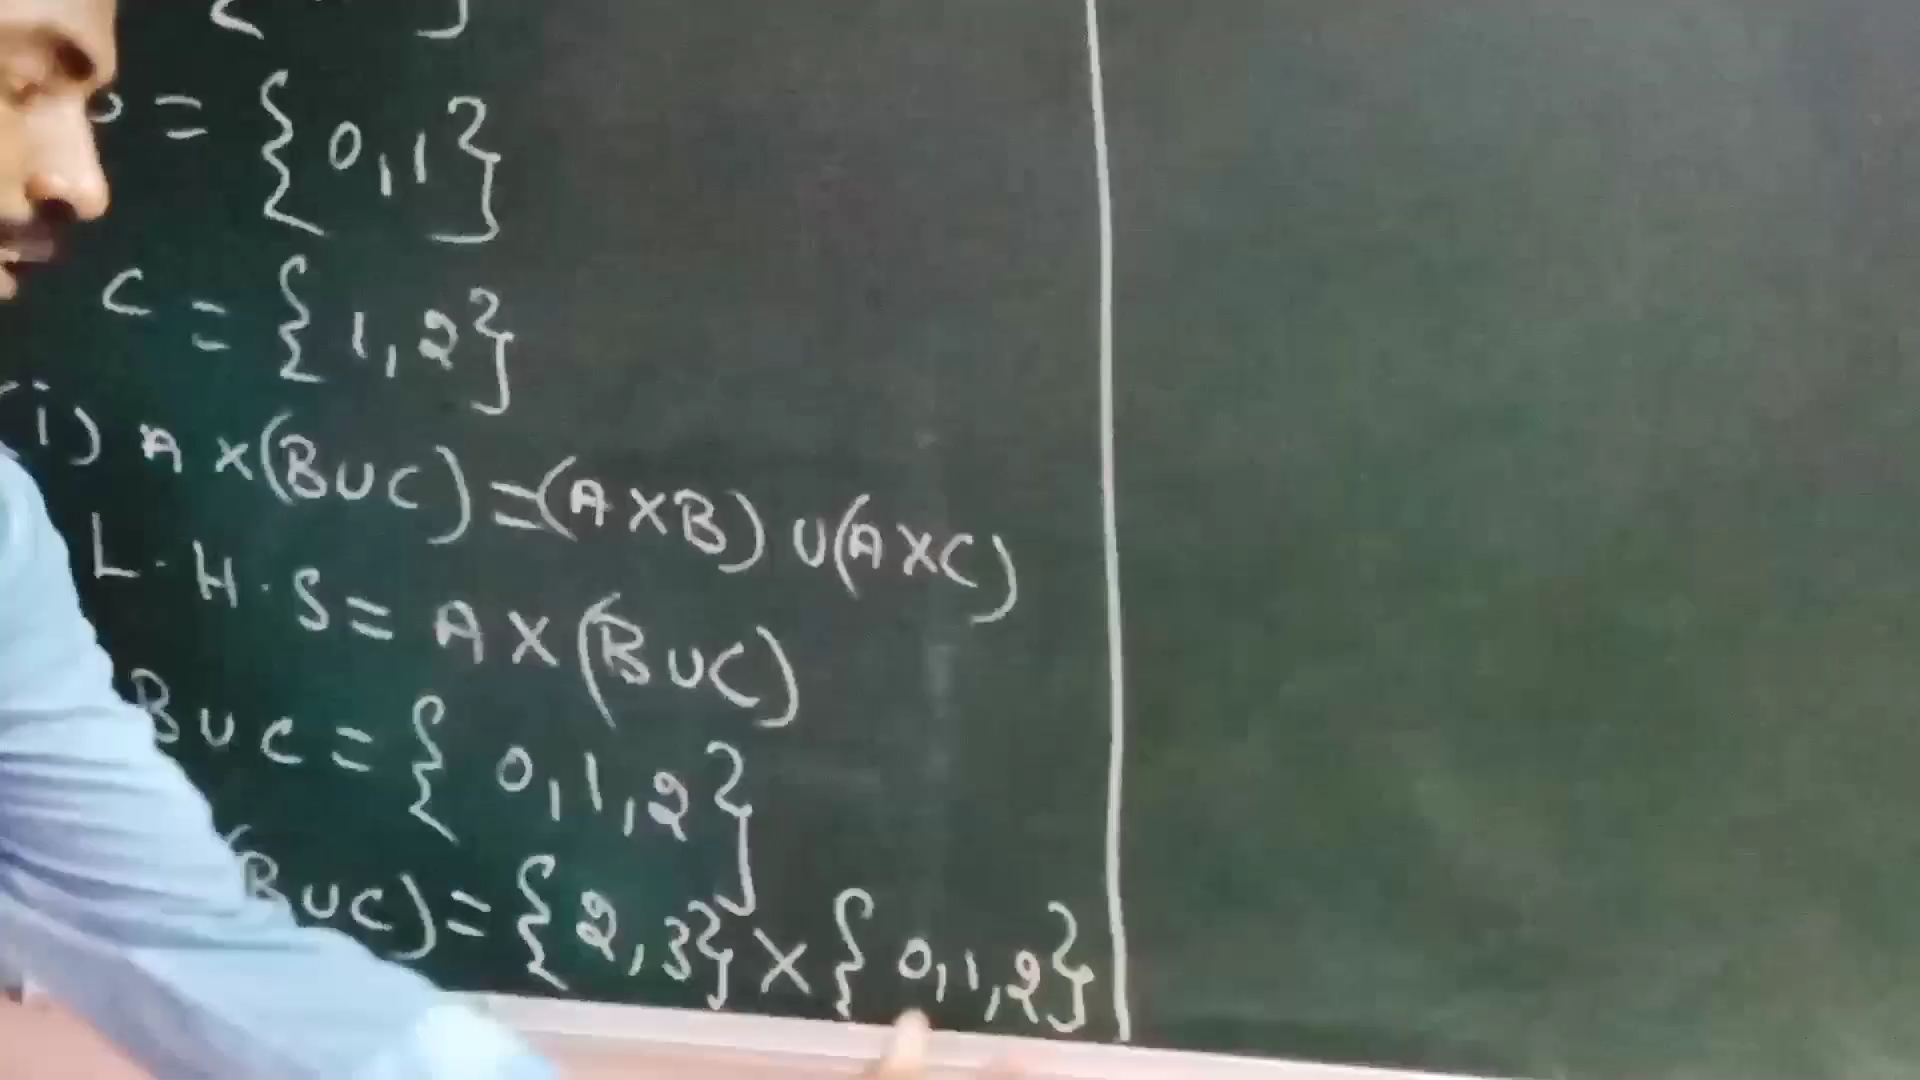 = {0,1}
C = {1,2}
i) A×(B∪C)=(A×B)∪(A×C)
L.H.S= A×(B∪C)
B∪C={0,1,2}
(B∪C)={2,3}×{0,1,2}